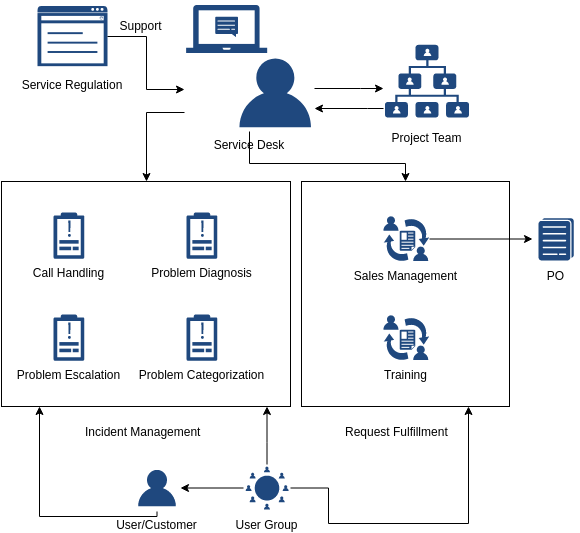 Support
Service Regulation
Service Desk
Project Team
Call Handling
Problem Diagnosis
Sales Management
PO
Problem Escalation
Problem Categorization
Training
Incident Management
Request Fulfillment
User/Customer
User Group